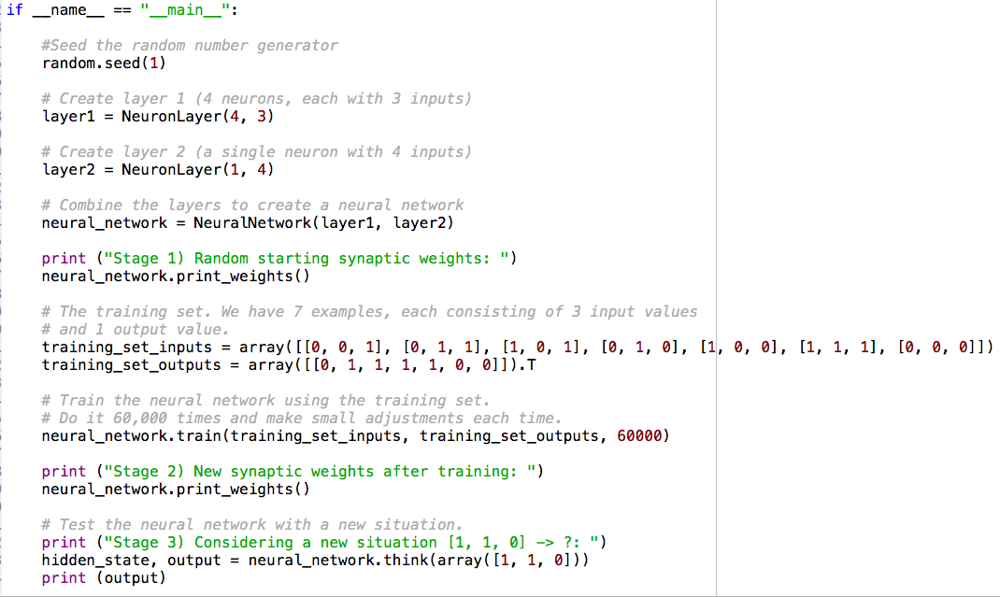 if __name__ == "__main__":
#Seed the random number generator
random.seed(1)
# Create layer 1 (4 neurons, each with 3 inputs)
layer1 = NeuronLayer(4, 3)
# Create layer 2 (a single neuron with 4 inputs)
layer2 = NeuronLayer(1, 4)
# Combine the layers to create a neural network
neural_network = NeuralNetwork(layer1, layer2)
print ("Stage 1) Random starting synaptic weights: ")
neural_network.print_weights()
# The training set. We have 7 examples, each consisting of 3 input values
# and 1 output value.
training_set_inputs = array([[0, 0, 1], [0, 1, 1], [1, 0, 1], [0, 1, 0], [1, 0, 0], [1, 1, 1], [0, 0, 0]])
training_set_outputs = array([[0, 1, 1, 1, 1, 0, 0]]).T
# Train the neural network using the training set.
# Do it 60,000 times and make small adjustments each time.
neural_network.train(training_set_inputs, training_set_outputs, 60000)
print ("Stage 2) New synaptic weights after training: ")
neural_network.print_weights()
# Test the neural network with a new situation.
print ("Stage 3) Considering a new situation [1, 1, 0] -> ?: ")
hidden_state, output = neural_network.think(array([1, 1, 0]))
print (output)